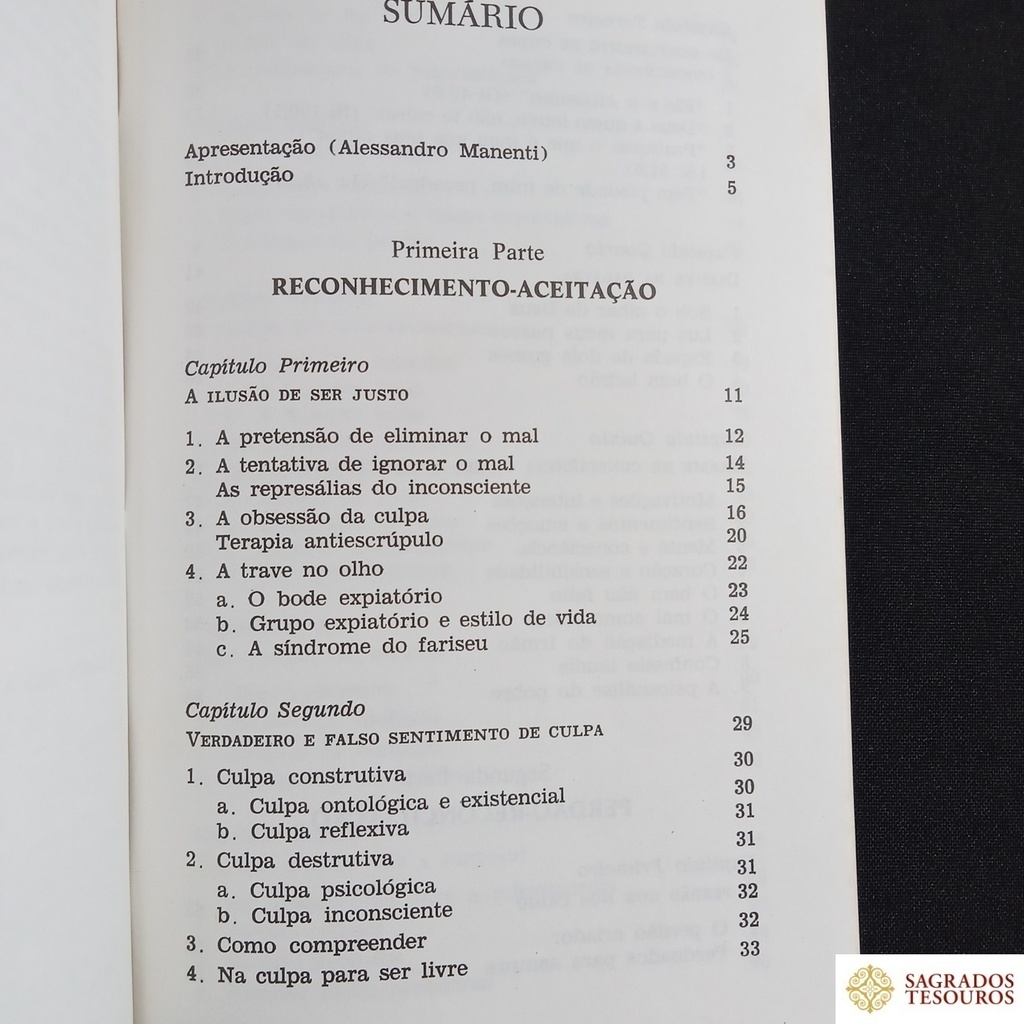 SUMÁRIO
Apresentação (Alessandro Manenti) 3
Introdução 5
Primeira Parte
RECONHECIMENTO-ACEITAÇÃO
Capítulo Primeiro
A ILUSÃO DE SER JUSTO 11
1. A pretensão de eliminar o mal 12
2. A tentativa de ignorar o mal 14
As represálias do inconsciente 15
3. A obsessão da culpa 16
Terapia antiescrúpulo 20
4. A trave no olho 22
a. O bode expiatório 23
b. Grupo expiatório e estilo de vida 24
c. A síndrome do fariseu 25
Capítulo Segundo
VERDADEIRO E FALSO SENTIMENTO DE CULPA 29
1. Culpa construtiva 30
a. Culpa ontológica e existencial 30
b. Culpa reflexiva 31
2. Culpa destrutiva 31
a. Culpa psicológica 31
b. Culpa inconsciente 32
3. Como compreender 32
4. Na culpa para ser livre 33
SAGRADOS
TESOUROS